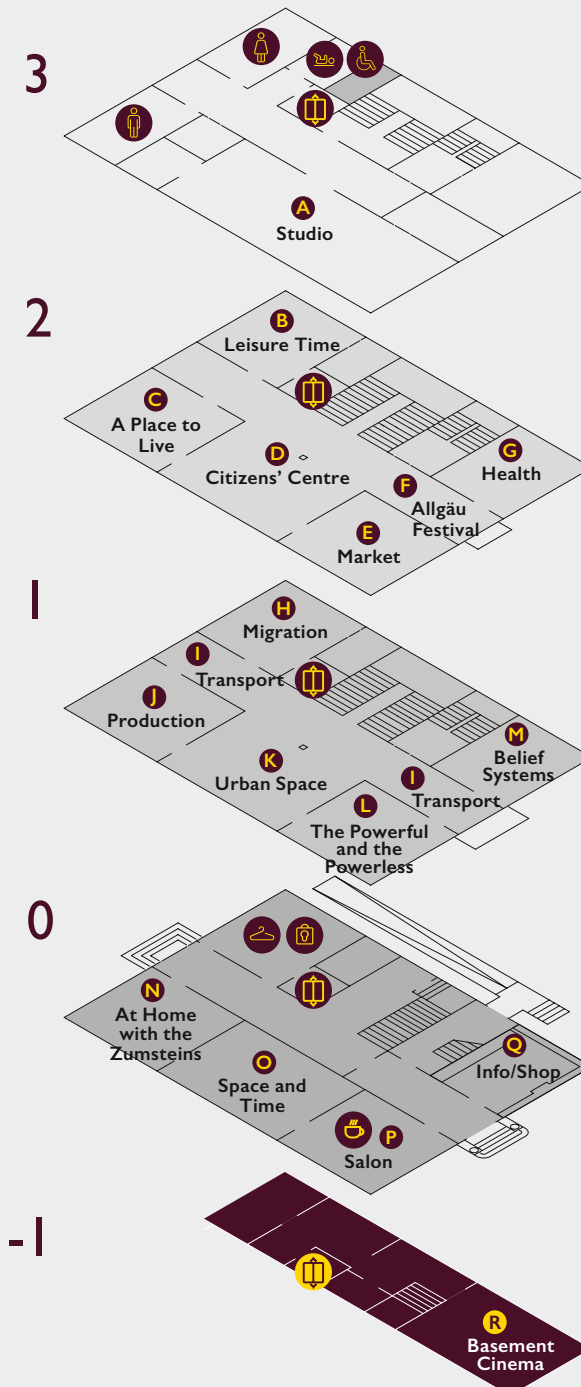 3
A
Studio
2
B
Leisure Time
C
A Place to
Live
D
Citizens’ Centre
G
Health
F
Allgäu
Festival
E
Market
1
H
Migration
I
Transport
J
Production
K
Urban Space
M
Belief
Systems
I
Transport
L
The Powerful
and the
Powerless
0
N
At Home
with the
Zumsteins
O
Space and
Time
Q
Info/Shop
P
Salon
-1
R
Basement
Cinema